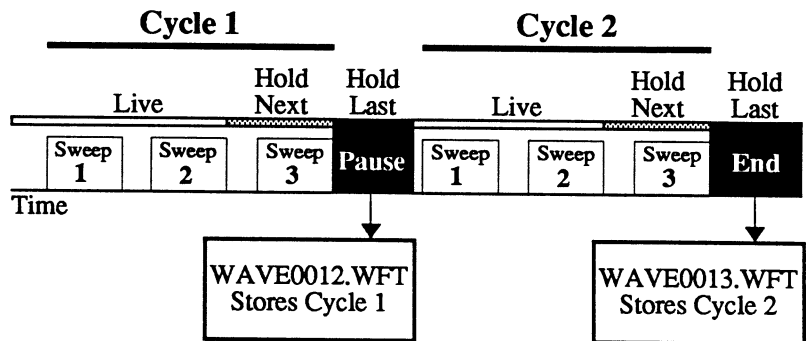 Cycle 1 Cycle 2
Hold Hold Hold Hold
Live Next Last Live Next Last
Sweep Sweep Sweep Pause Sweep Sweep Sweep End
1 2 3 1 2 3
Time
WAVE0012.WFT WAVE0013.WFT
Stores Cycle 1 Stores Cycle 2